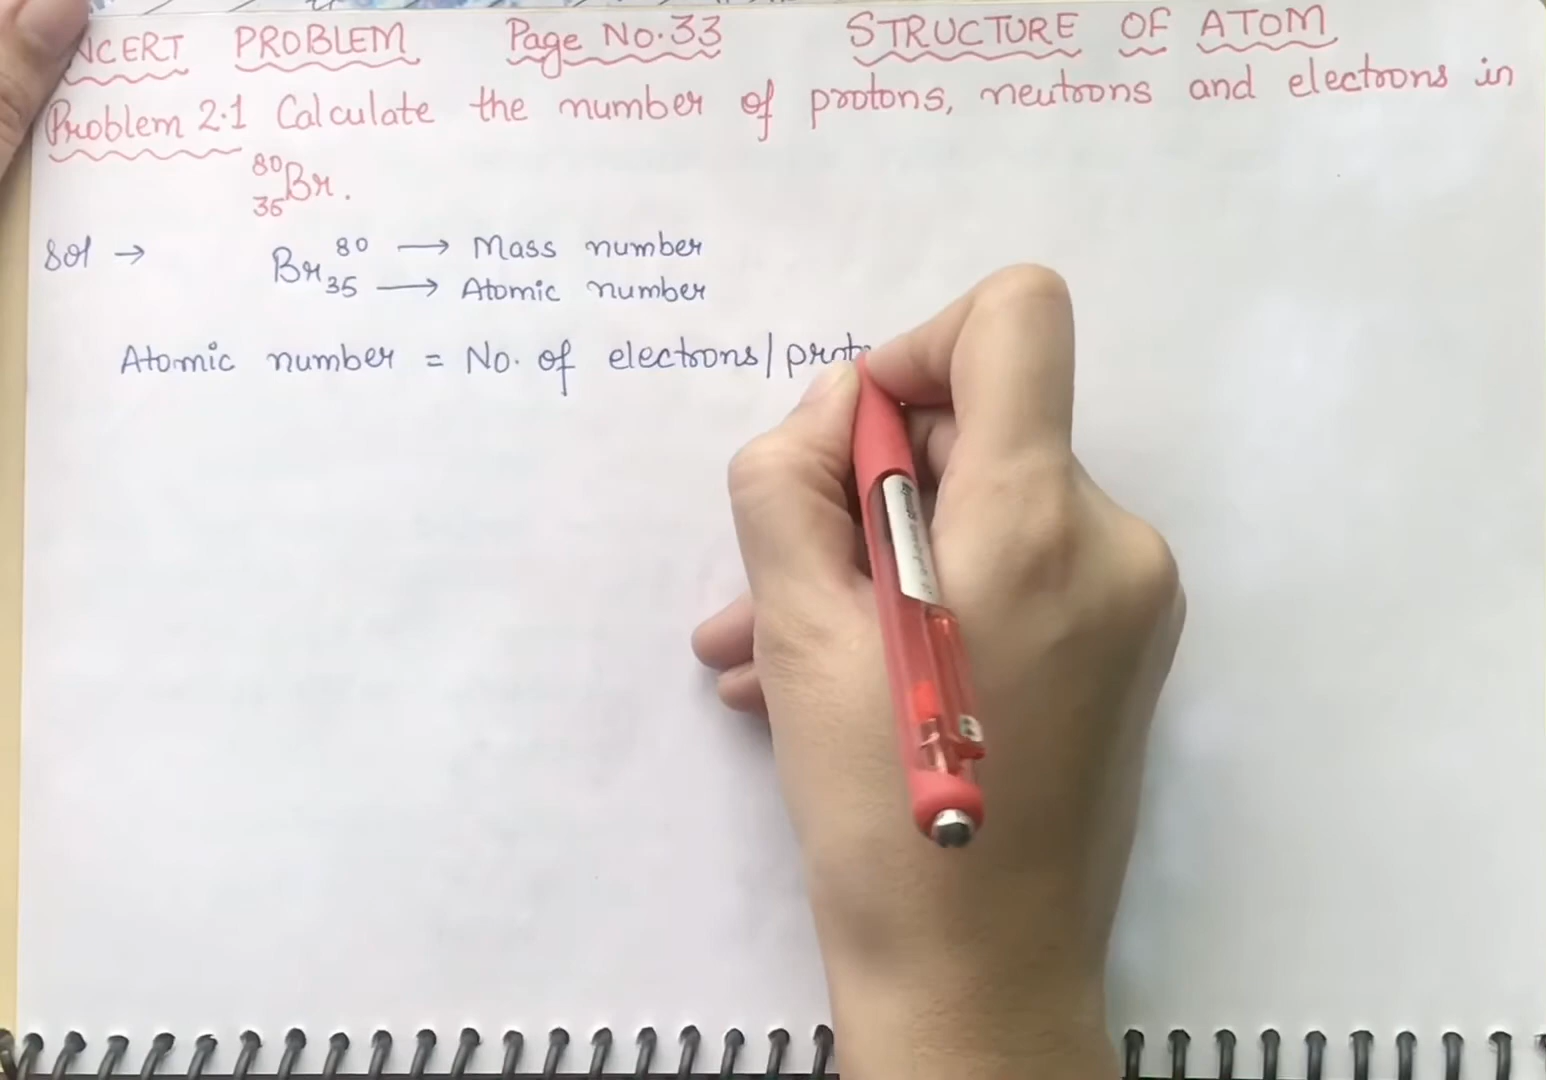 NCERT PROBLEM Page No.33 STRUCTURE OF ATOM
Problem 2.1 Calculate the number of protons, neutrons and electrons in
80
35 Br.
Sol → Br 80 → Mass number
35 → Atomic number
Atomic number = No. of electrons/